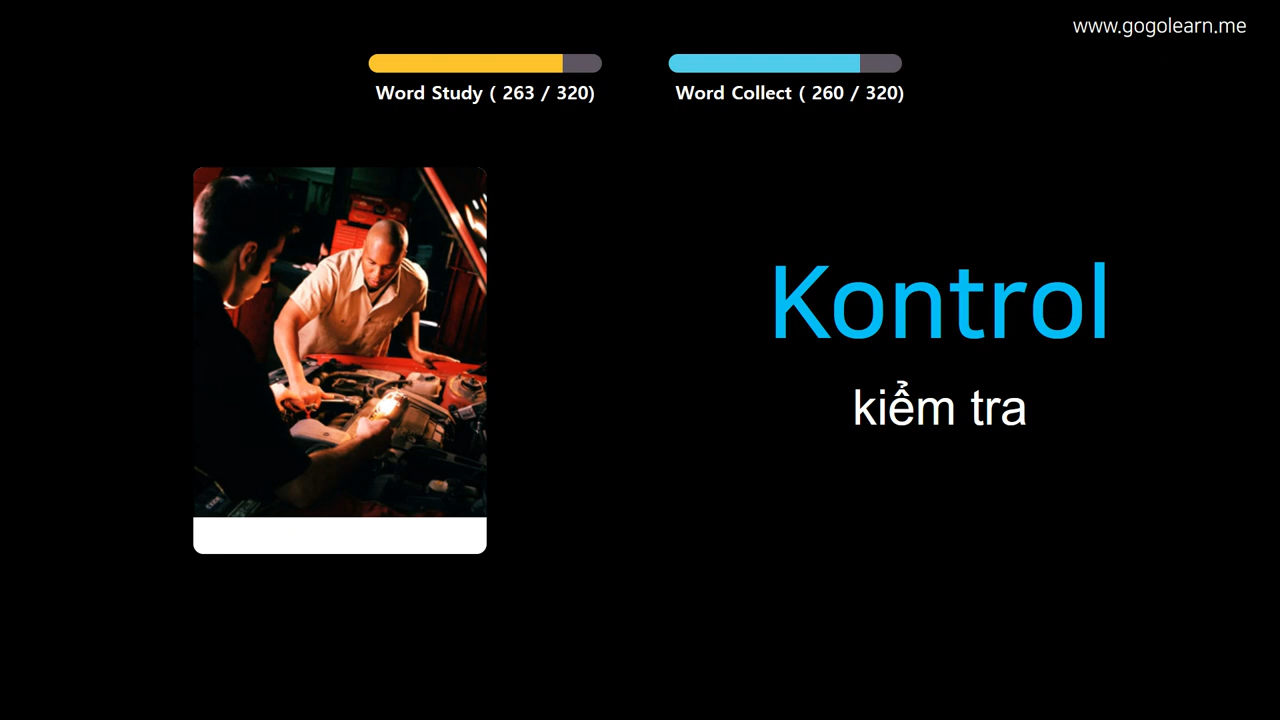 www.gogolearn.me
Word Study ( 263 / 320)
Word Collect ( 260 / 320)
Kontrol
kiểm tra